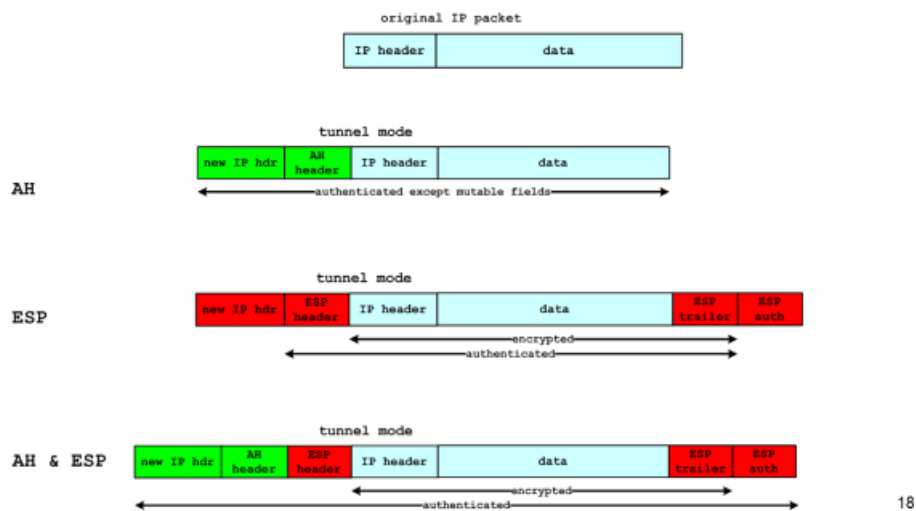 original IP packet
IP header data
tunnel mode
new IP hdr AH header IP header data
AH
authenticated except mutable fields
tunnel mode
new IP hdr ESP header IP header data ESP trailer ESP auth
ESP
encrypted
authenticated
tunnel mode
new IP hdr AH header ESP header IP header data ESP trailer ESP auth
AH & ESP
encrypted
authenticated
18